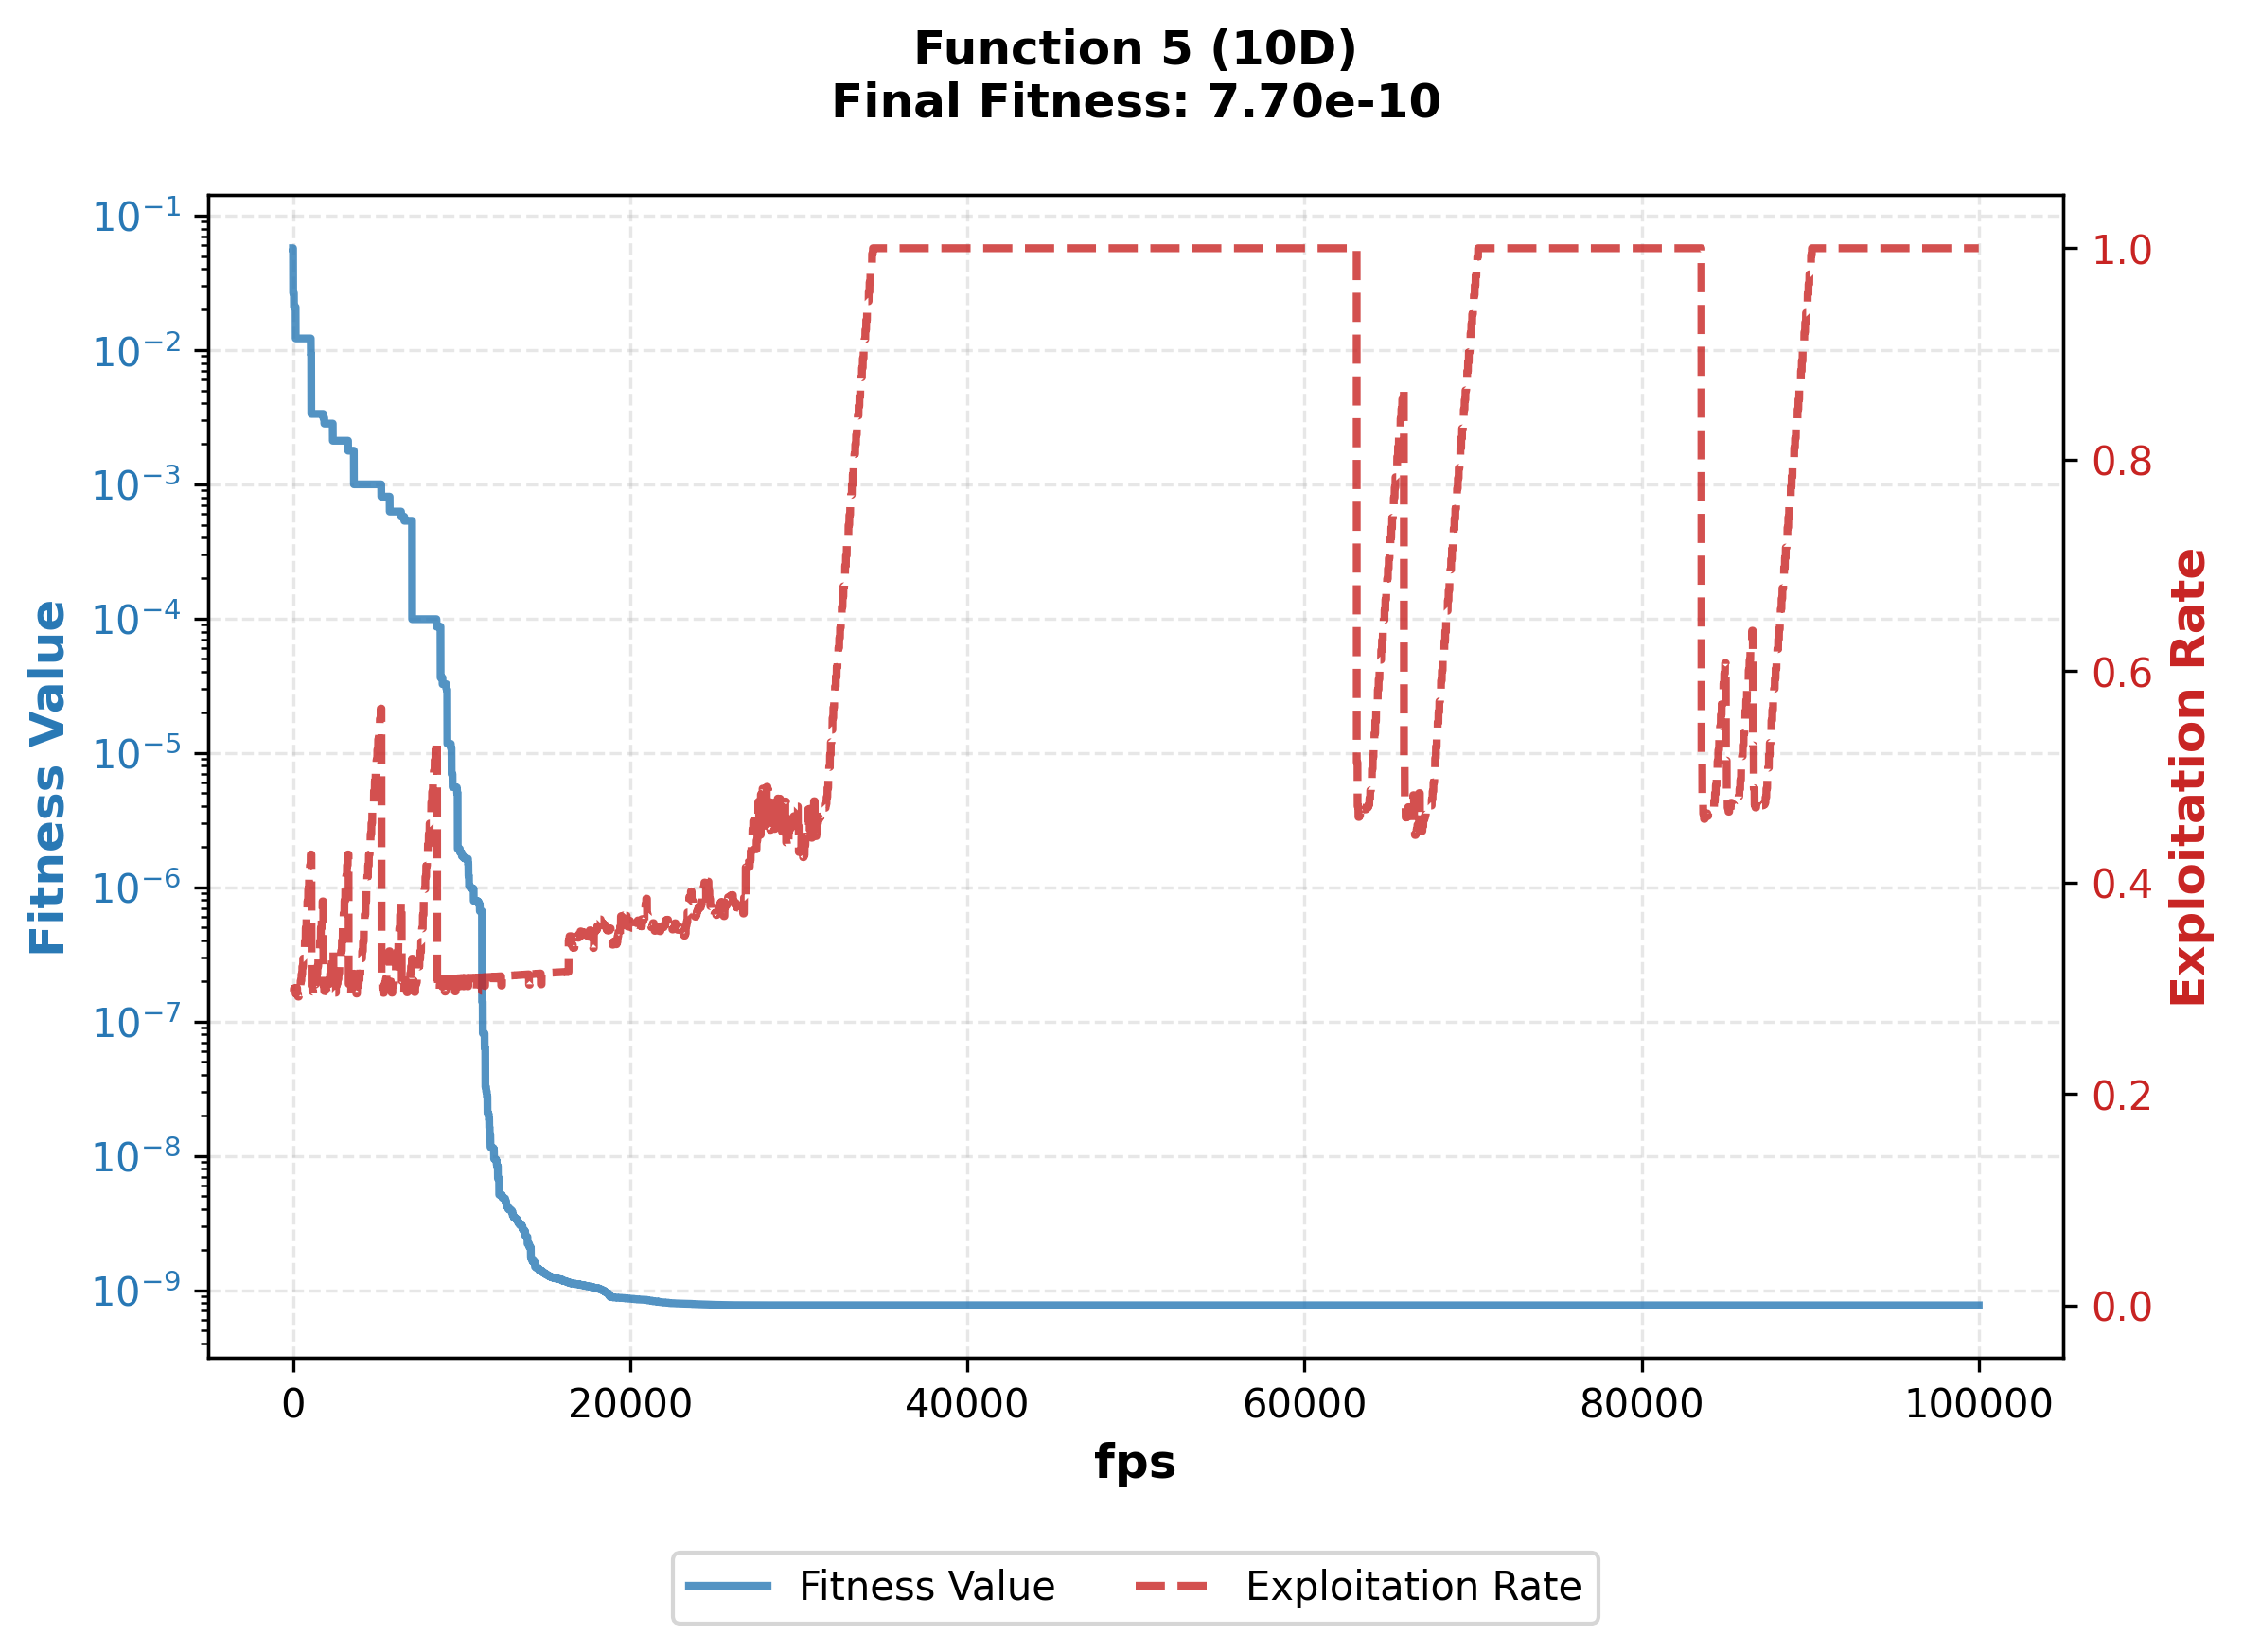 Function 5 (10D)
Final Fitness: 7.70e-10
Fitness Value
10⁻¹
10⁻²
10⁻³
10⁻⁴
10⁻⁵
10⁻⁶
10⁻⁷
10⁻⁸
10⁻⁹
Exploitation Rate
1.0
0.8
0.6
0.4
0.2
0.0
0 20000 40000 60000 80000 100000
fps
Fitness Value Exploitation Rate